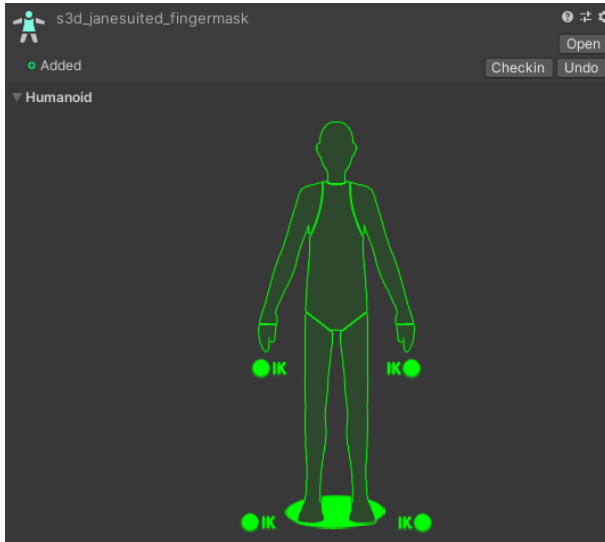 s3d_janesuited_fingermask
Open
Added
Checkin Undo
Humanoid
IK IK
IK IK